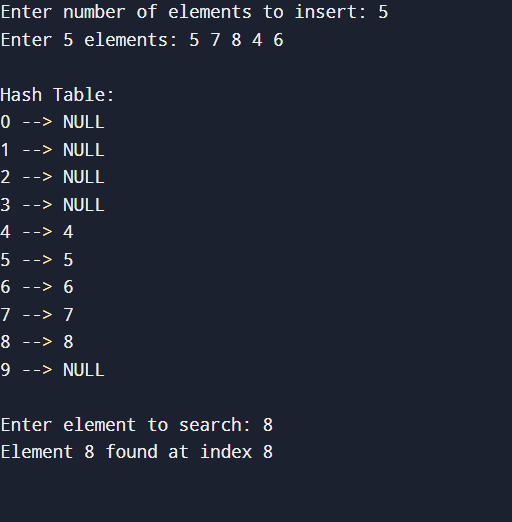 Enter number of elements to insert: 5
Enter 5 elements: 5 7 8 4 6
Hash Table:
0 --> NULL
1 --> NULL
2 --> NULL
3 --> NULL
4 --> 4
5 --> 5
6 --> 6
7 --> 7
8 --> 8
9 --> NULL
Enter element to search: 8
Element 8 found at index 8